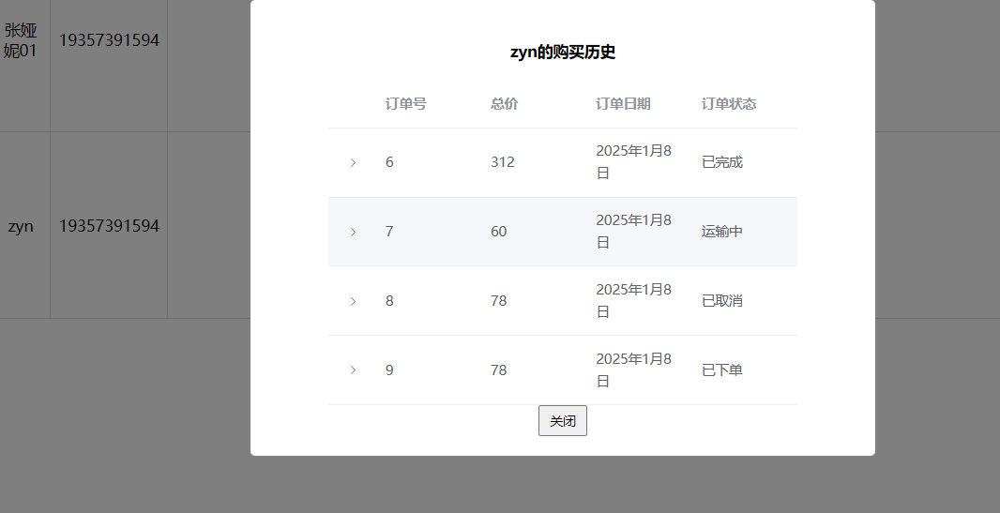 张娅
妮01
19357391594
zyn
19357391594
zyn的购买历史
订单号 总价 订单日期 订单状态
6 312 2025年1月8
日 已完成
7 60 2025年1月8
日 运输中
8 78 2025年1月8
日 已取消
9 78 2025年1月8
日 已下单
关闭